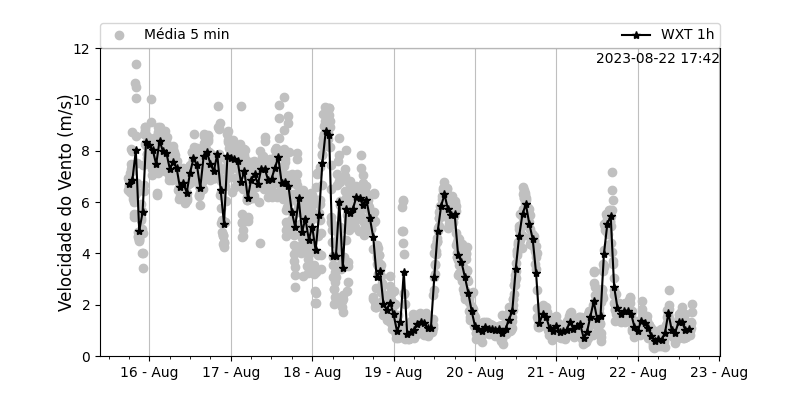 Média 5 min
WXT 1h
2023-08-22 17:42
Velocidade do Vento (m/s)
12
10
8
6
4
2
0
16 - Aug 17 - Aug 18 - Aug 19 - Aug 20 - Aug 21 - Aug 22 - Aug 23 - Aug